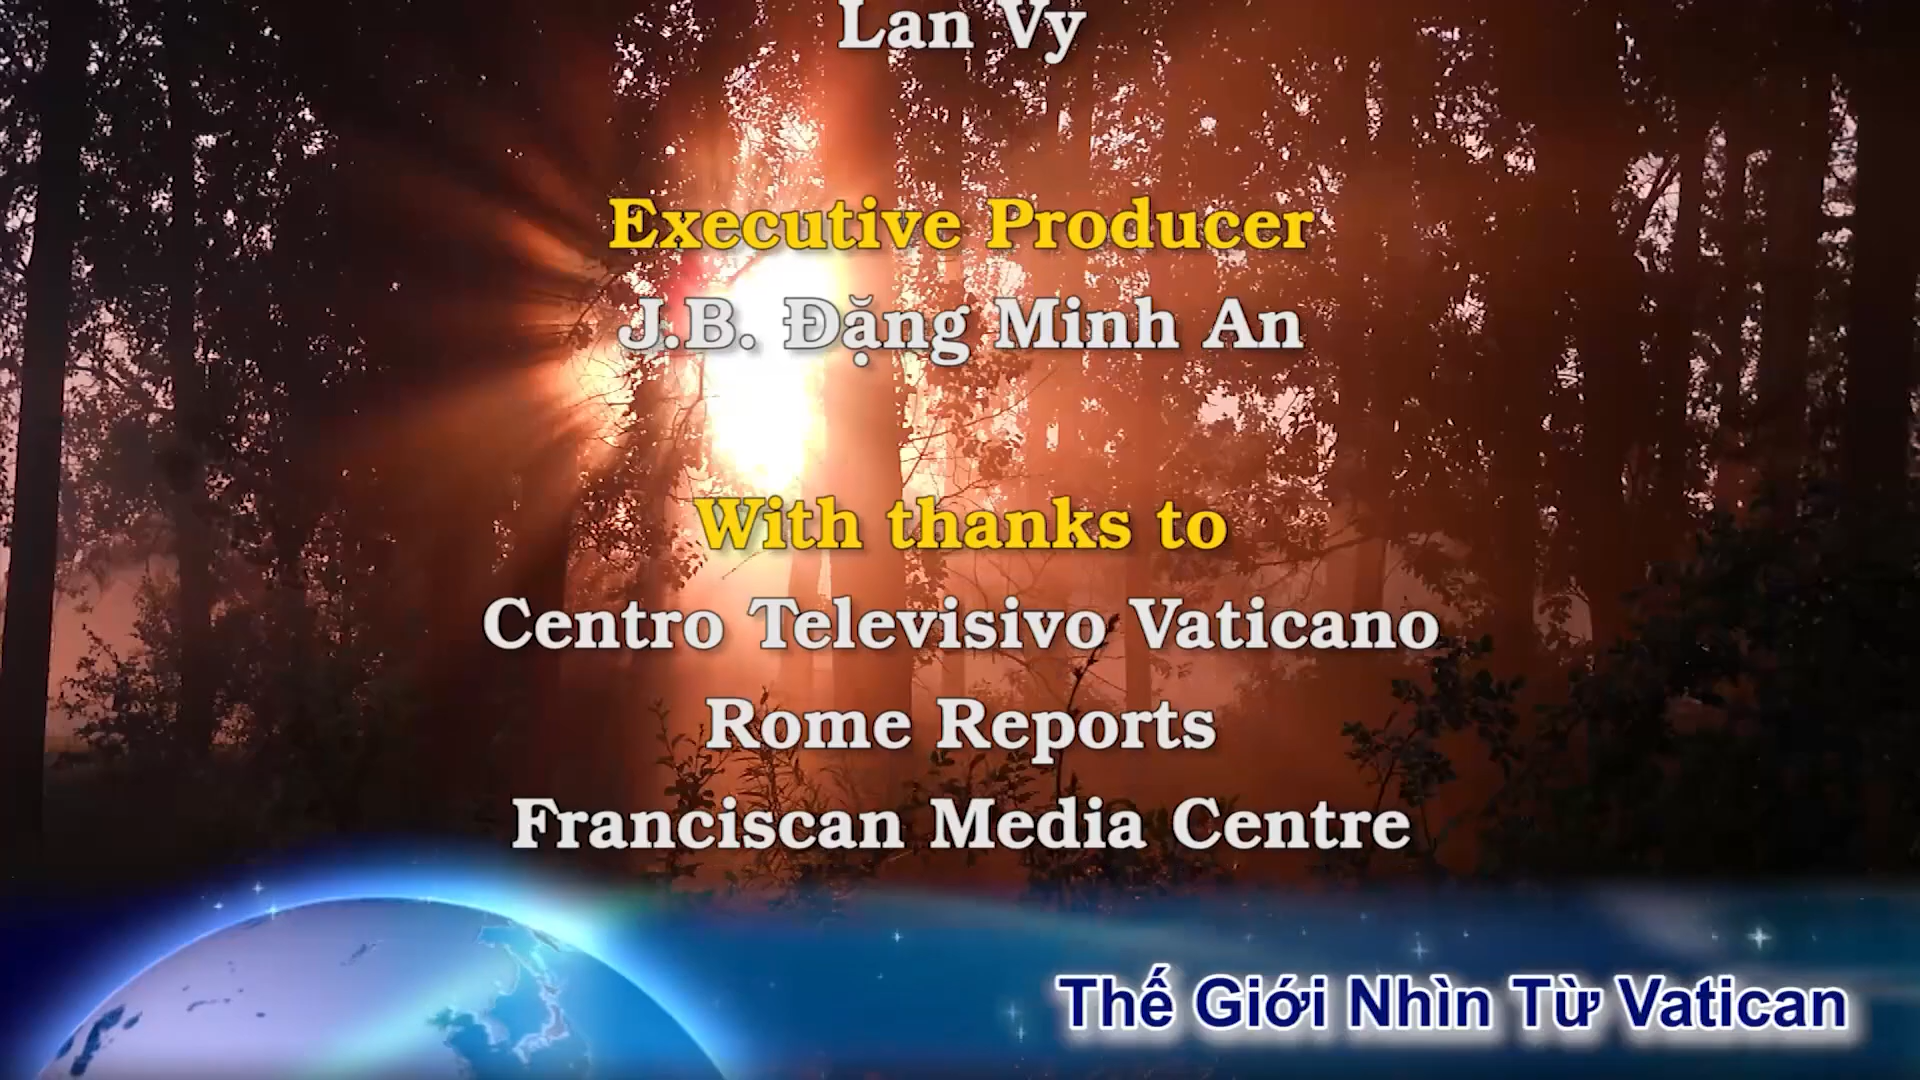 Lan Vy
Executive Producer
J.B. Đặng Minh An
With thanks to
Centro Televisivo Vaticano
Rome Reports
Franciscan Media Centre
Thế Giới Nhìn Từ Vatican